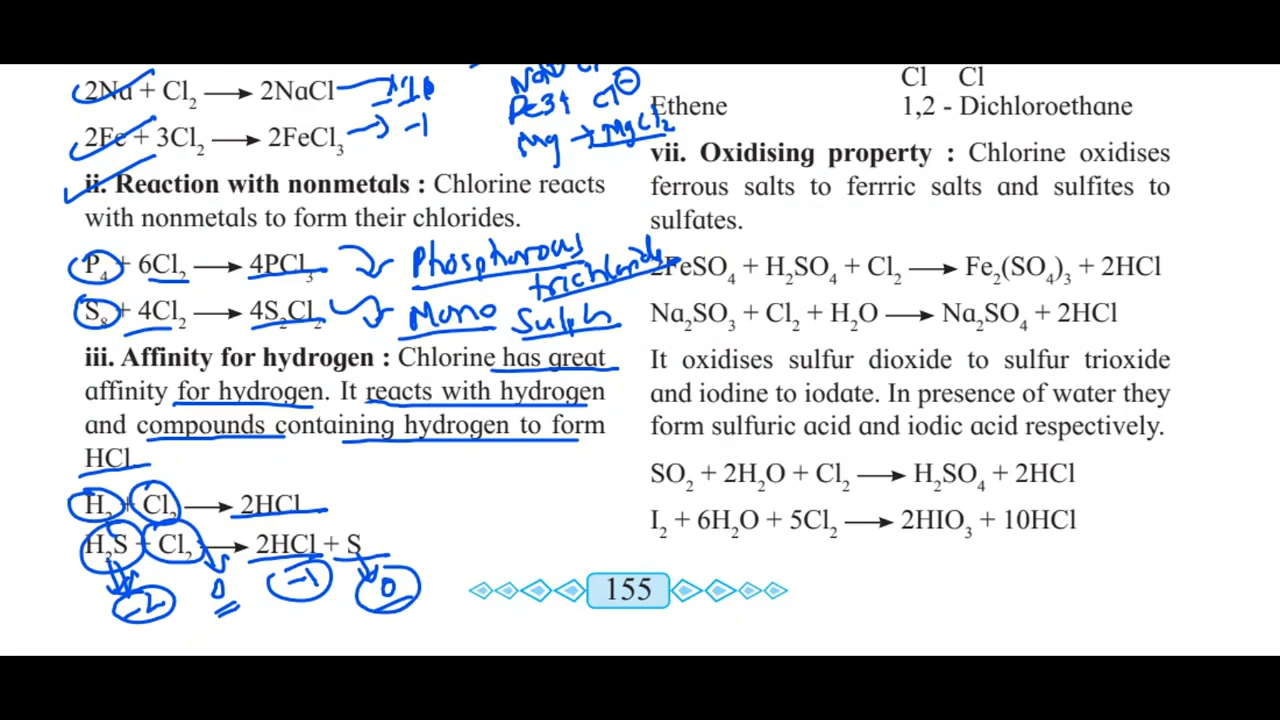 2Na + Cl₂ ⟶ 2NaCl
2Fe + 3Cl₂ ⟶ 2FeCl₃ → -1
Mg → MgCl₂
ii. Reaction with nonmetals : Chlorine reacts
with nonmetals to form their chlorides.
P₄ + 6Cl₂ ⟶ 4PCl₃ Phosphorous
trichloride
S₈ + 4Cl₂ ⟶ 4S₂Cl₂ Mono Sulph
iii. Affinity for hydrogen : Chlorine has great
affinity for hydrogen. It reacts with hydrogen
and compounds containing hydrogen to form
HCl
H₂ + Cl₂ ⟶ 2HCl
H₂S + Cl₂ ⟶ 2HCl + S
-2 0 -1 0
Cl Cl
Ethene 1,2 - Dichloroethane
vii. Oxidising property : Chlorine oxidises
ferrous salts to ferrric salts and sulfites to
sulfates.
2FeSO₄ + H₂SO₄ + Cl₂ ⟶ Fe₂(SO₄)₃ + 2HCl
Na₂SO₃ + Cl₂ + H₂O ⟶ Na₂SO₄ + 2HCl
It oxidises sulfur dioxide to sulfur trioxide
and iodine to iodate. In presence of water they
form sulfuric acid and iodic acid respectively.
SO₂ + 2H₂O + Cl₂ ⟶ H₂SO₄ + 2HCl
I₂ + 6H₂O + 5Cl₂ ⟶ 2HIO₃ + 10HCl
155